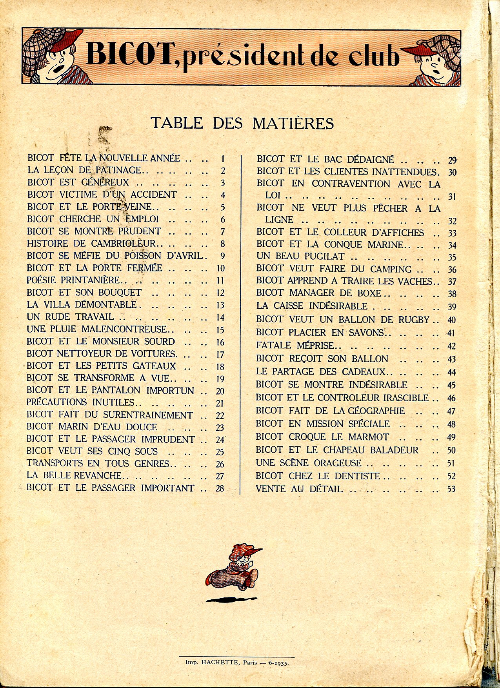 BICOT, président de club
TABLE DES MATIÈRES
BICOT FÊTE LA NOUVELLE ANNÉE .. .. 1
LA LEÇON DE PATINAGE.. .. .. .. .. 2
BICOT EST GÉNÉREUX .. .. .. .. .. 3
BICOT VICTIME D'UN ACCIDENT .. .. 4
BICOT ET LE PORTE-VEINE.. .. .. .. 5
BICOT CHERCHE UN EMPLOI .. .. .. 6
BICOT SE MONTRE PRUDENT .. .. .. 7
HISTOIRE DE CAMBRIOLEUR.. .. .. .. 8
BICOT SE MÉFIE DU POISSON D'AVRIL. 9
BICOT ET LA PORTE FERMÉE .. .. .. 10
POÉSIE PRINTANIÈRE.. .. .. .. .. .. 11
BICOT ET SON BOUQUET .. .. .. .. 12
LA VILLA DÉMONTABLE .. .. .. .. .. 13
UN RUDE TRAVAIL .. .. .. .. .. .. 14
UNE PLUIE MALENCONTREUSE.. .. .. 15
BICOT ET LE MONSIEUR SOURD .. .. 16
BICOT NETTOYEUR DE VOITURES. .. .. 17
BICOT ET LES PETITS GATEAUX .. .. 18
BICOT SE TRANSFORME A VUE.. .. .. 19
BICOT ET LE PANTALON IMPORTUN .. 20
PRÉCAUTIONS INUTILES.. .. .. .. .. 21
BICOT FAIT DU SURENTRAINEMENT .. 22
BICOT MARIN D'EAU DOUCE .. .. .. 23
BICOT ET LE PASSAGER IMPRUDENT .. 24
BICOT VEUT SES CINQ SOUS .. .. .. 25
TRANSPORTS EN TOUS GENRES.. .. .. 26
LA BELLE REVANCHE.. .. .. .. .. .. 27
BICOT ET LE PASSAGER IMPORTANT .. 28
BICOT ET LE BAC DÉDAIGNÉ .. .. .. 29
BICOT ET LES CLIENTES INATTENDUES. 30
BICOT EN CONTRAVENTION AVEC LA
LOI .. .. .. .. .. .. .. .. .. .. 31
BICOT NE VEUT PLUS PÉCHER A LA
LIGNE .. .. .. .. .. .. .. .. .. 32
BICOT ET LE COLLEUR D'AFFICHES .. 33
BICOT ET LA CONQUE MARINE.. .. .. 34
UN BEAU PUGILAT .. .. .. .. .. .. 35
BICOT VEUT FAIRE DU CAMPING .. .. 36
BICOT APPREND A TRAIRE LES VACHES.. 37
BICOT MANAGER DE BOXE.. .. .. .. 38
LA CAISSE INDÉSIRABLE .. .. .. .. .. 39
BICOT VEUT UN BALLON DE RUGBY .. 40
BICOT PLACIER EN SAVONS.. .. .. .. 41
FATALE MÉPRISE.. .. .. .. .. .. .. 42
BICOT REÇOIT SON BALLON .. .. .. 43
LE PARTAGE DES CADEAUX.. .. .. .. 44
BICOT SE MONTRE INDÉSIRABLE .. .. 45
BICOT ET LE CONTROLEUR IRASCIBLE .. 46
BICOT FAIT DE LA GÉOGRAPHIE .. .. 47
BICOT EN MISSION SPÉCIALE .. .. .. 48
BICOT CROQUE LE MARMOT .. .. .. 49
BICOT ET LE CHAPEAU BALADEUR .. 50
UNE SCÈNE ORAGEUSE .. .. .. .. .. 51
BICOT CHEZ LE DENTISTE .. .. .. .. 52
VENTE AU DÉTAIL. .. .. .. .. .. .. 53
Imp. HACHETTE, Paris — 6-1935.